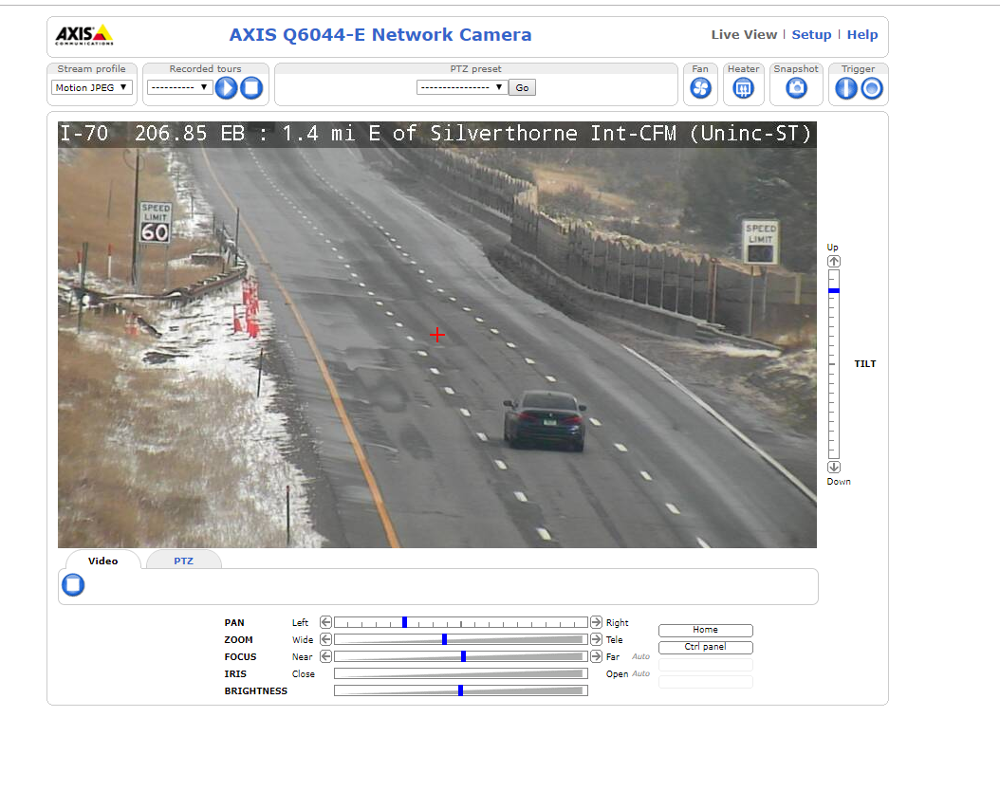 AXIS
COMMUNICATIONS
AXIS Q6044-E Network Camera
Live View | Setup | Help
Stream profile
Motion JPEG
Recorded tours
----------
PTZ preset
----------------
Go
Fan
Heater
Snapshot
Trigger
I-70 206.85 EB : 1.4 mi E of Silverthorne Int-CFM (Uninc-ST)
SPEED
LIMIT
60
SPEED
LIMIT
Up
TILT
Down
Video
PTZ
PAN Left Right
ZOOM Wide Tele
FOCUS Near Far Auto
IRIS Close Open Auto
BRIGHTNESS
Home
Ctrl panel